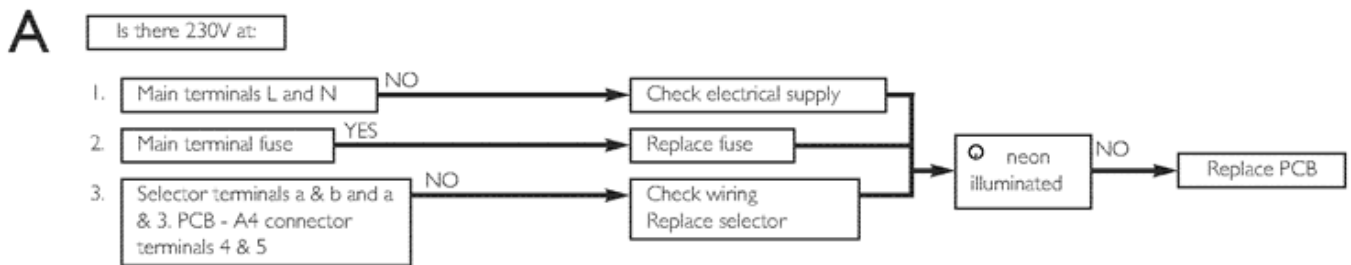 A
Is there 230V at:
1. Main terminals L and N
NO
Check electrical supply
2. Main terminal fuse
YES
Replace fuse
3. Selector terminals a & b and a
& 3. PCB - A4 connector
terminals 4 & 5
NO
Check wiring
Replace selector
neon
illuminated
NO
Replace PCB